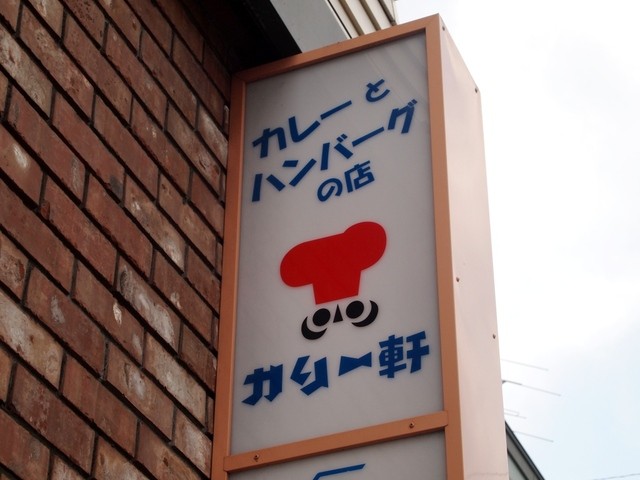 カレーと
ハンバーグ
の店
カリー軒